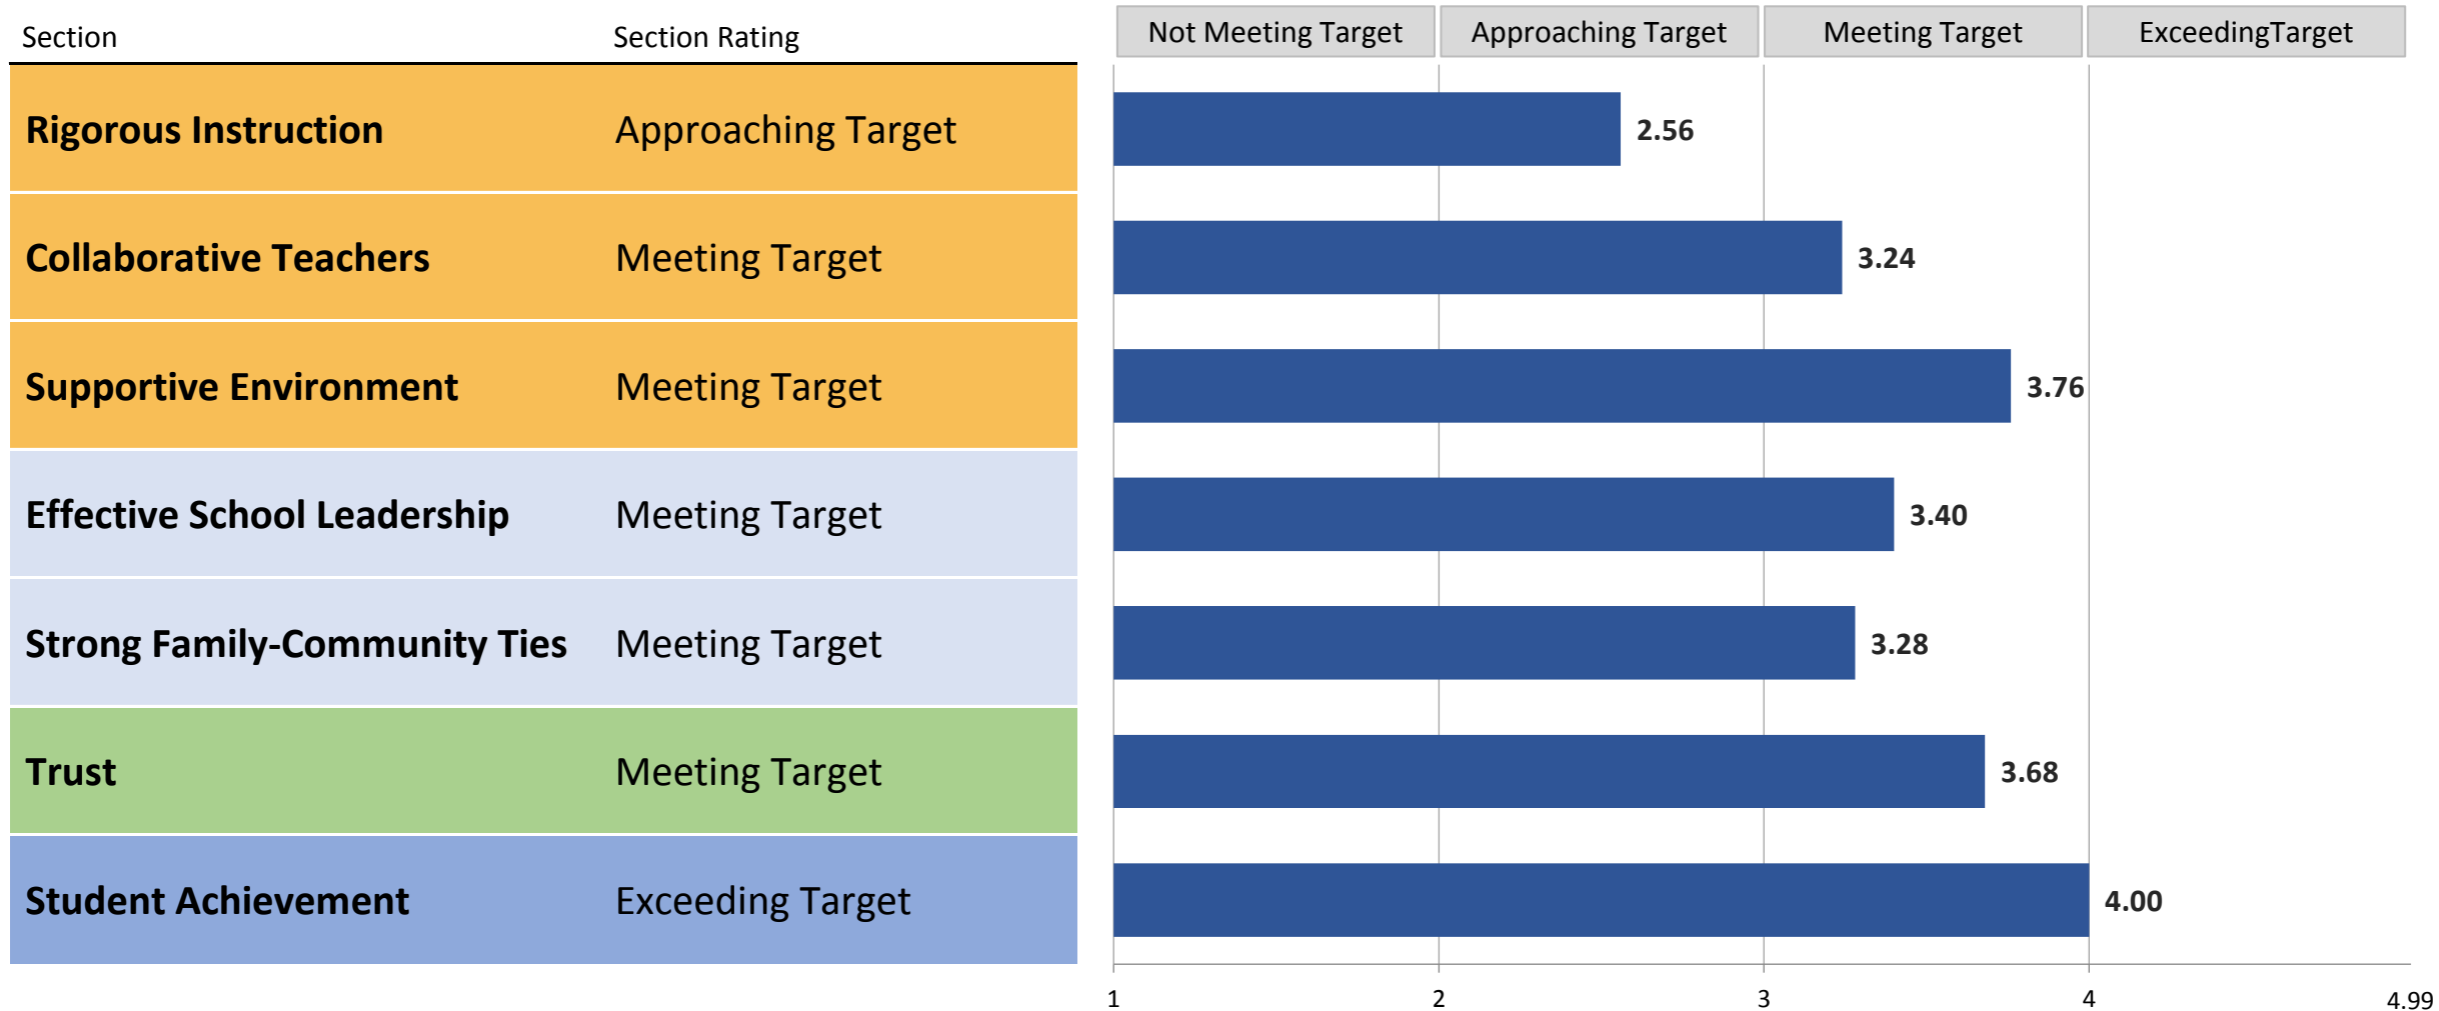 Section Section Rating Not Meeting Target Approaching Target Meeting Target ExceedingTarget
Rigorous Instruction Approaching Target 2.56
Collaborative Teachers Meeting Target 3.24
Supportive Environment Meeting Target 3.76
Effective School Leadership Meeting Target 3.40
Strong Family-Community Ties Meeting Target 3.28
Trust Meeting Target 3.68
Student Achievement Exceeding Target 4.00
1 2 3 4 4.99